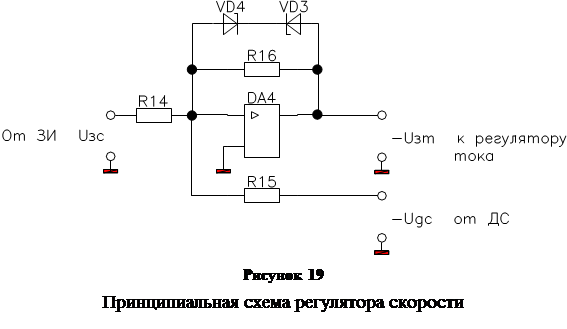 VD4 VD3
R16
R14 DA4
От ЗИ Uзс
−Uзт к регулятору
тока
R15
−Uдс от ДС
Рисунок 19
Принципиальная схема регулятора скорости